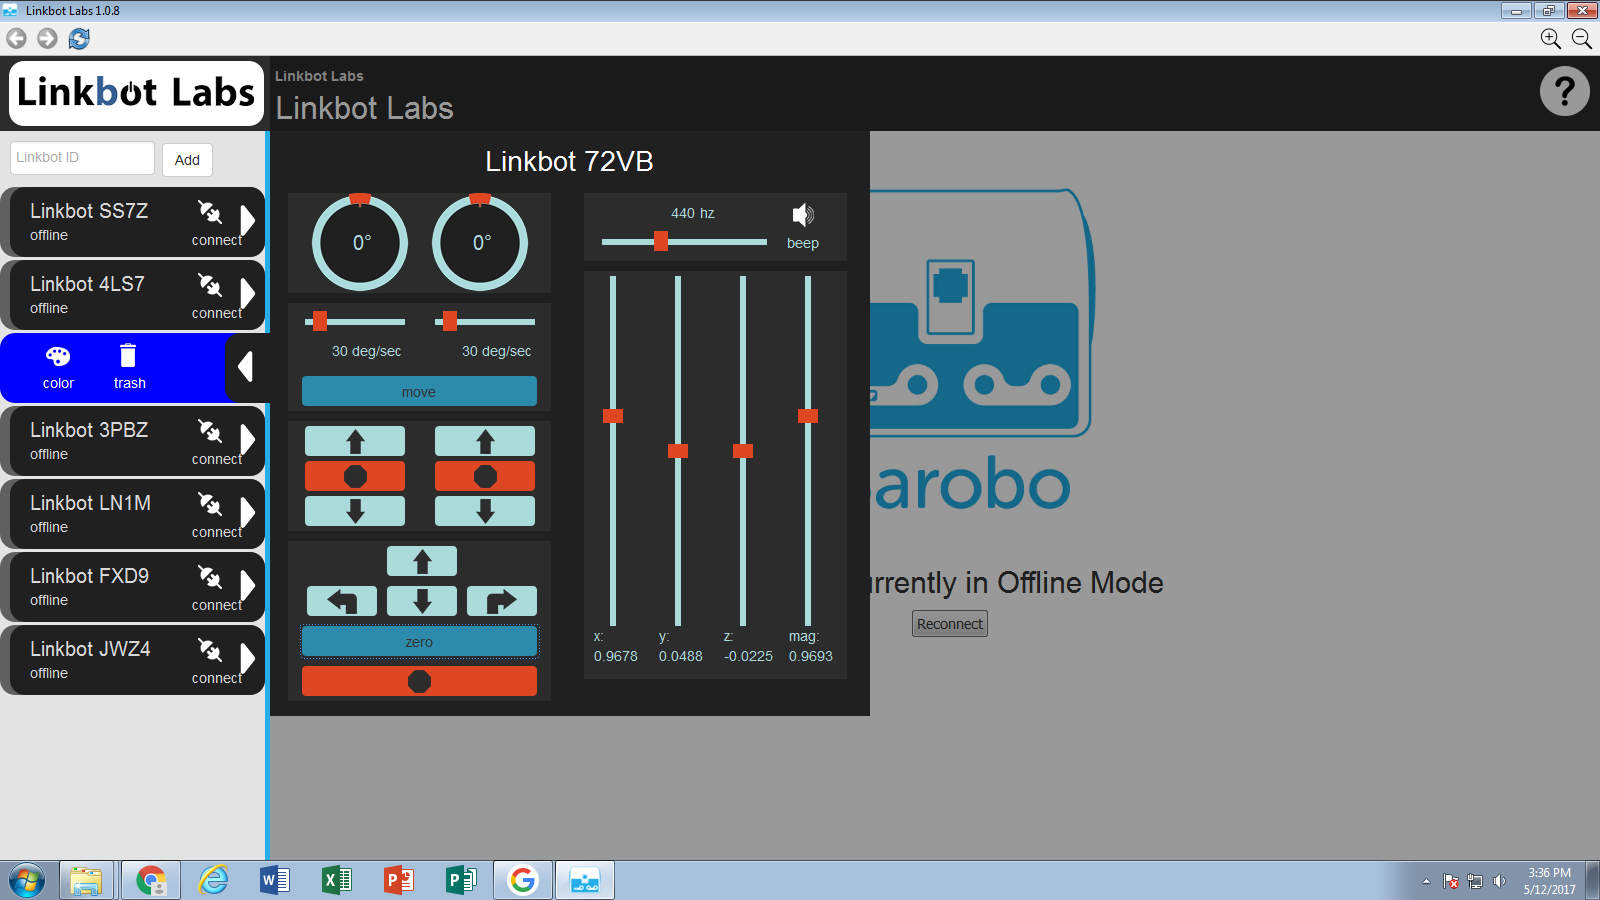 Linkbot Labs 1.0.8
Linkbot Labs
Linkbot Labs
Linkbot Labs
?
Linkbot ID
Add
Linkbot SS7Z
offline
connect
Linkbot 4LS7
offline
connect
color
trash
Linkbot 3PBZ
offline
connect
Linkbot LN1M
offline
connect
Linkbot FXD9
offline
connect
Linkbot JWZ4
offline
connect
Linkbot 72VB
0°
0°
30 deg/sec
30 deg/sec
move
zero
440 hz
beep
x:
y:
z:
mag:
0.9678
0.0488
-0.0225
0.9693
arobo
rrently in Offline Mode
Reconnect
3:36 PM
5/12/2017